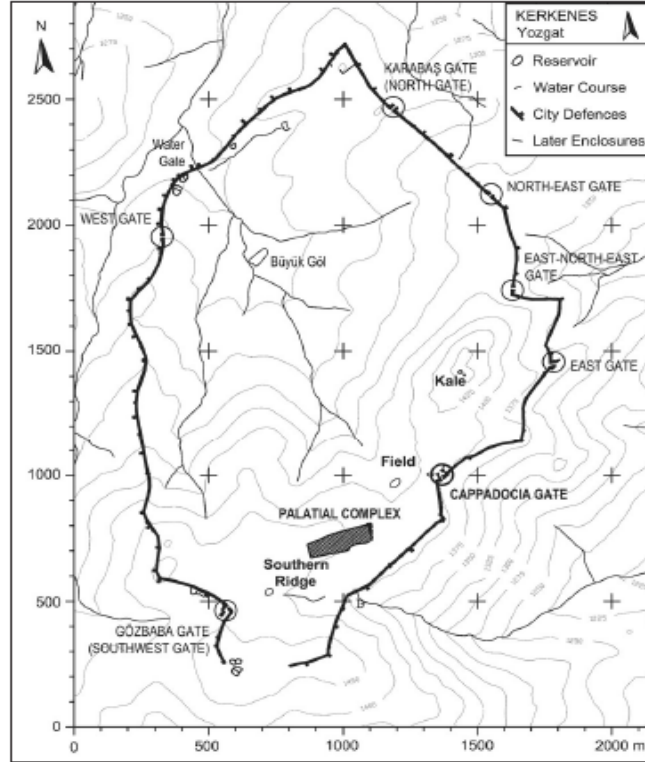 KERKENES
Yozgat
N
Reservoir
Water Course
City Defences
Later Enclosures
KARABAŞ GATE
(NORTH GATE)
2500
Water
Gate
NORTH-EAST GATE
WEST GATE
2000
EAST-NORTH-EAST
GATE
Büyük Göl
1500
Kale
EAST GATE
Field
1000
CAPPADOCIA GATE
PALATIAL COMPLEX
Southern
Ridge
500
GÖZBABA GATE
(SOUTHWEST GATE)
0
0
500
1000
1500
2000 m